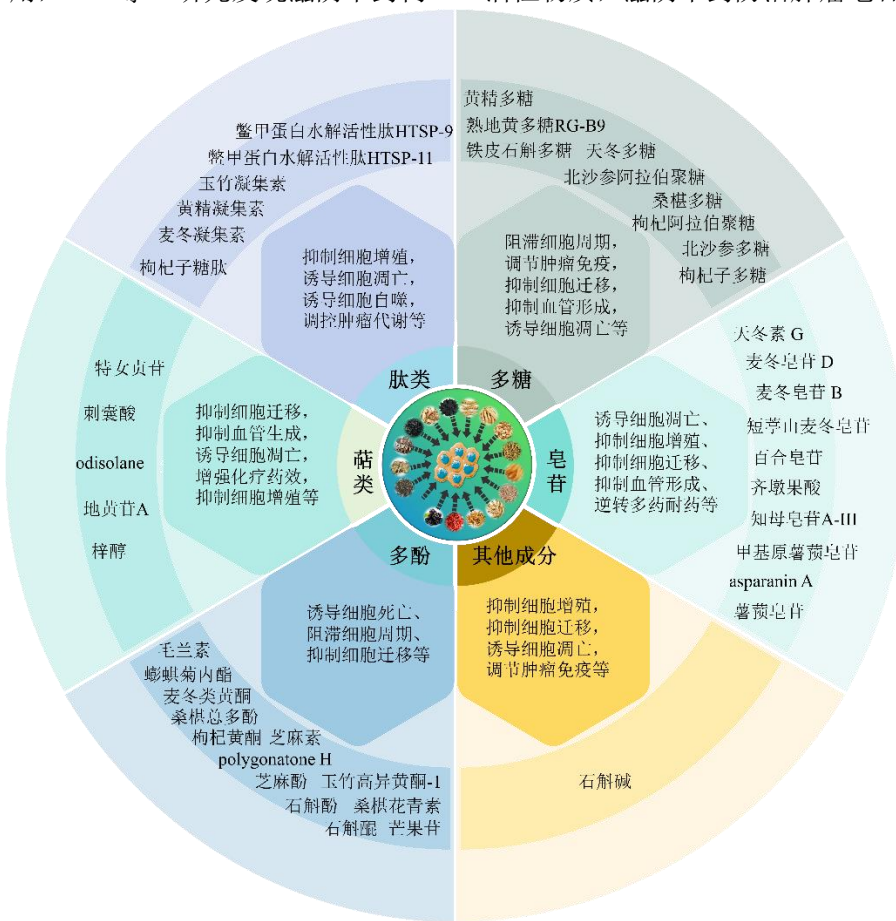 鳖甲蛋白水解活性肽HTSP-9
鳖甲蛋白水解活性肽HTSP-11
玉竹凝集素
黄精凝集素
麦冬凝集素
枸杞子糖肽
抑制细胞增殖，
诱导细胞凋亡，
诱导细胞自噬，
调控肿瘤代谢等
肽类
黄精多糖
熟地黄多糖RG-B9
铁皮石斛多糖 天冬多糖
北沙参阿拉伯聚糖
桑椹多糖
枸杞阿拉伯聚糖
北沙参多糖
枸杞子多糖
阻滞细胞周期，
调节肿瘤免疫，
抑制细胞迁移，
抑制血管形成，
诱导细胞凋亡等
多糖
特女贞苷
刺囊酸
odisolane
地黄苷A
梓醇
抑制细胞迁移，
抑制血管生成，
诱导细胞凋亡，
增强化疗药效，
抑制细胞增殖等
萜类
天冬素 G
麦冬皂苷 D
麦冬皂苷 B
短葶山麦冬皂苷
百合皂苷
齐墩果酸
知母皂苷A-III
甲基原薯蓣皂苷
asparanin A
薯蓣皂苷
诱导细胞凋亡、
抑制细胞增殖、
抑制细胞迁移、
抑制血管形成、
逆转多药耐药等
皂苷
多酚
诱导细胞死亡、
阻滞细胞周期、
抑制细胞迁移等
毛兰素
蟛蜞菊内酯
麦冬类黄酮
桑椹总多酚
枸杞黄酮 芝麻素
polygonatone H
芝麻酚 玉竹高异黄酮-1
石斛酚 桑椹花青素
石斛醌 芒果苷
其他成分
抑制细胞增殖，
抑制细胞迁移，
诱导细胞凋亡，
调节肿瘤免疫等
石斛碱